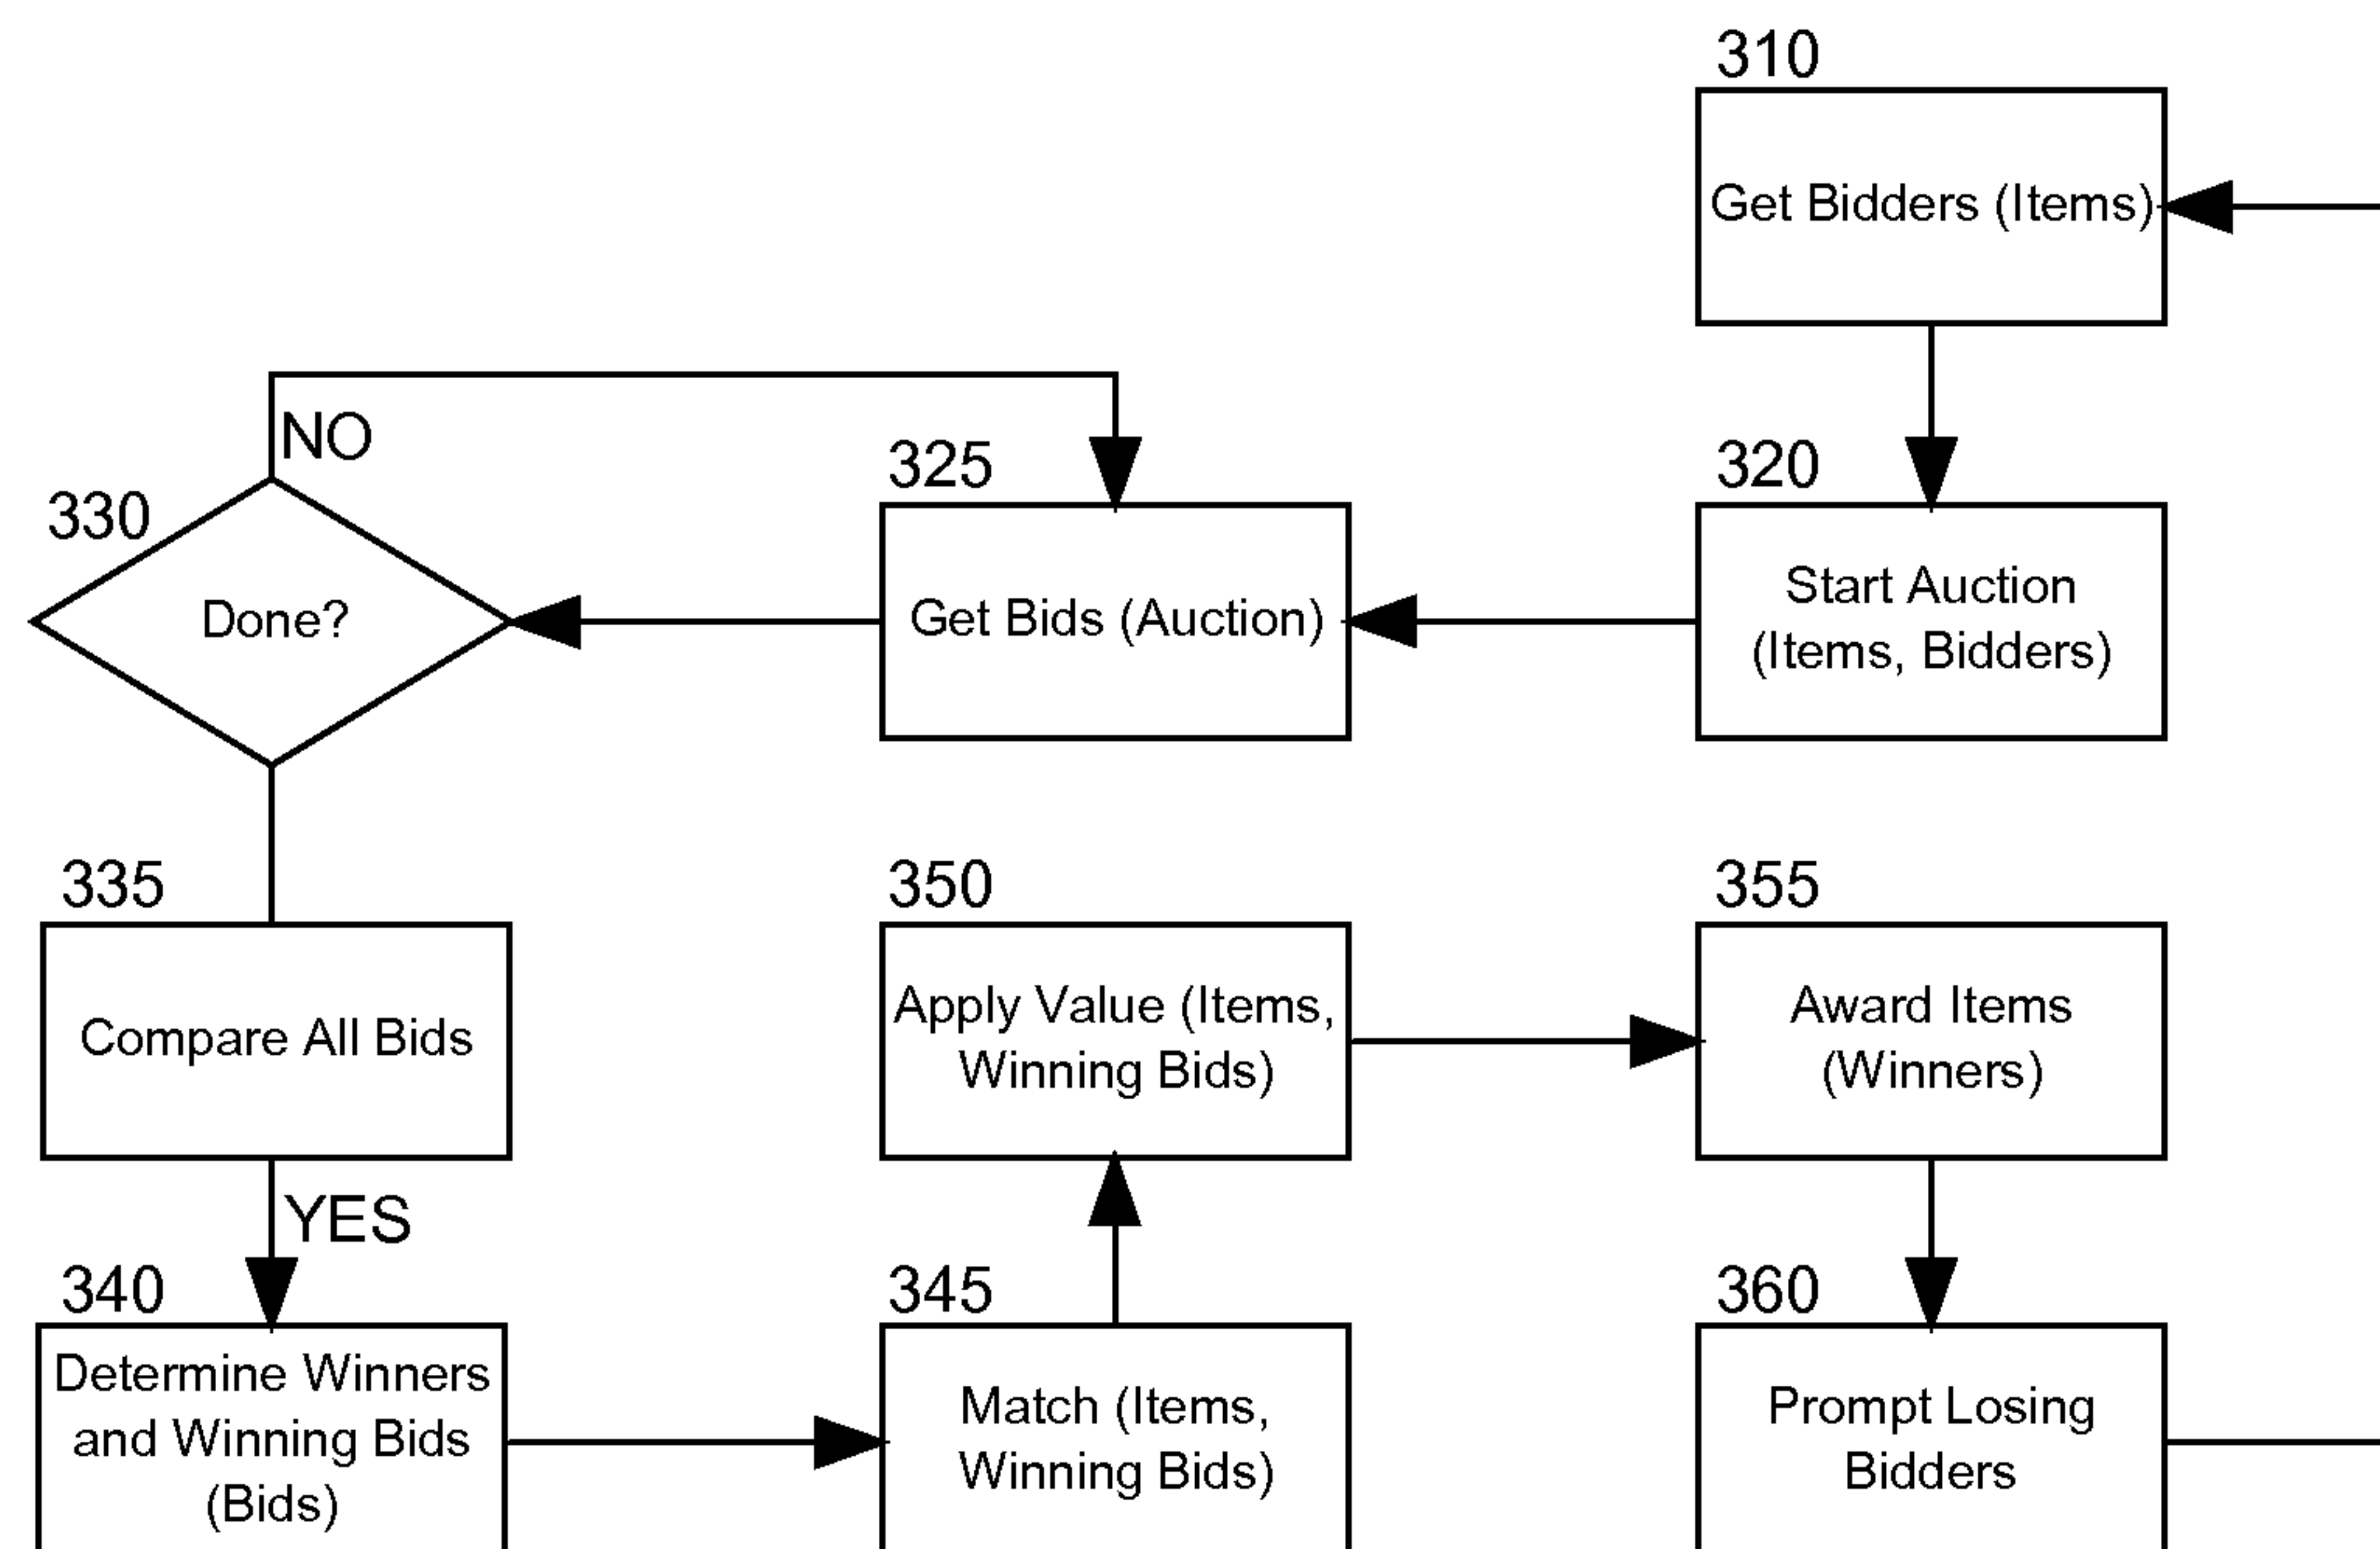 310
Get Bidders (Items)
NO
330
Done?
325
Get Bids (Auction)
320
Start Auction
(Items, Bidders)
335
Compare All Bids
350
Apply Value (Items,
Winning Bids)
355
Award Items
(Winners)
YES
340
Determine Winners
and Winning Bids
(Bids)
345
Match (Items,
Winning Bids)
360
Prompt Losing
Bidders